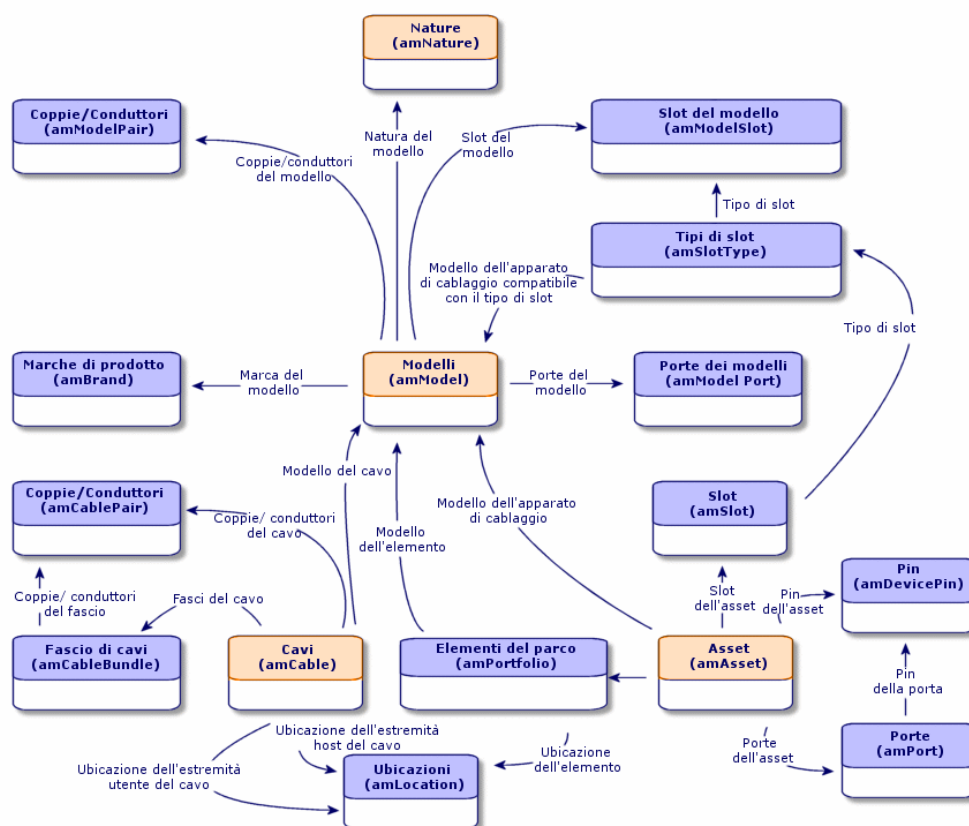 Nature
(amNature)
Coppie/Conduttori
(amModelPair)
Slot del modello
(amModelSlot)
Natura del
modello
Slot del
modello
Coppie/conduttori
del modello
Tipo di slot
Tipi di slot
(amSlotType)
Modello dell'apparato
di cablaggio compatibile
con il tipo di slot
Tipo di slot
Marche di prodotto
(amBrand)
Marca del
modello
Modelli
(amModel)
Porte del
modello
Porte dei modelli
(amModel Port)
Modello del cavo
Coppie/Conduttori
(amCablePair)
Coppie/ conduttori
del cavo
Modello
dell'elemento
Modello dell'apparato
di cablaggio
Slot
(amSlot)
Pin
(amDevicePin)
Coppie/ conduttori
del fascio
Fasci del cavo
Slot
dell'asset
Pin
dell'asset
Fascio di cavi
(amCableBundle)
Cavi
(amCable)
Elementi del parco
(amPortfolio)
Asset
(amAsset)
Pin
della porta
Ubicazione dell'estremità
host del cavo
Ubicazione
dell'elemento
Porte
dell'asset
Porte
(amPort)
Ubicazione dell'estremità
utente del cavo
Ubicazioni
(amLocation)